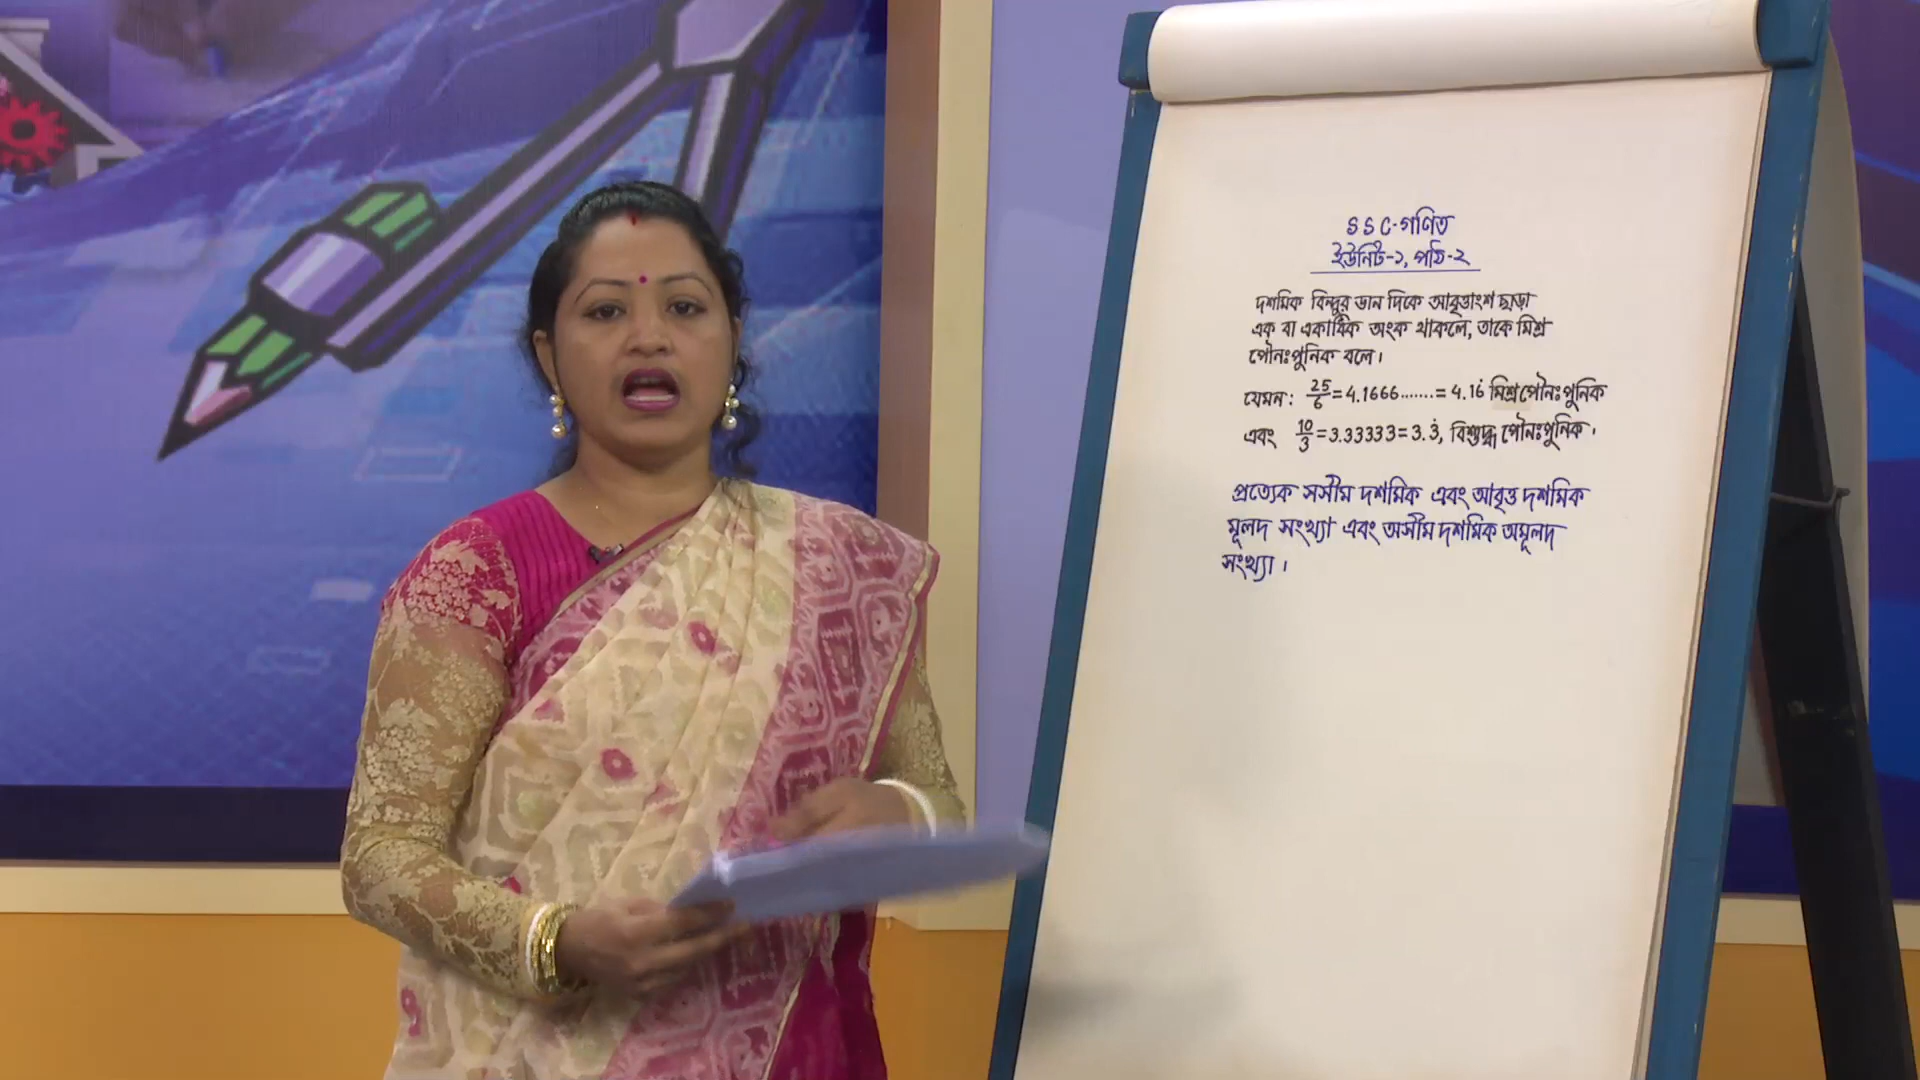 SSC-গণিত
ইউনিট-১, পাঠ-২
দশমিক বিন্দুর ডান দিকে আবৃত্তাংশ ছাড়া
এক বা একাধিক অংক থাকলে, তাকে মিশ্র
পৌনঃপুনিক বলে।
যেমন: 25/6 = 4.1666....... = 4.16̇ মিশ্রপৌনঃপুনিক
এবং 10/3 = 3.33333 = 3.3̇, বিশুদ্ধ পৌনঃপুনিক।
প্রত্যেক সসীম দশমিক এবং আবৃত্ত দশমিক
মূলদ সংখ্যা এবং অসীম দশমিক অমূলদ
সংখ্যা।